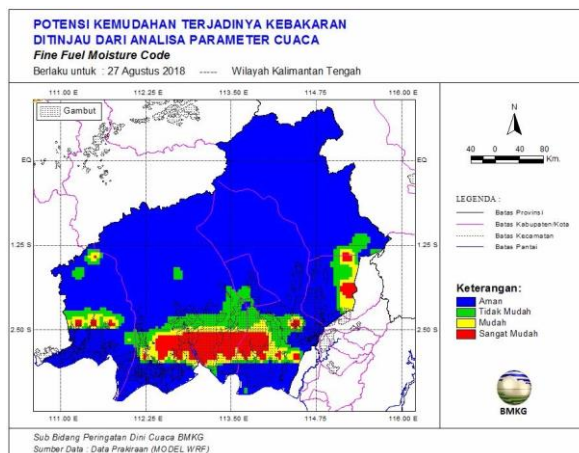 POTENSI KEMUDAHAN TERJADINYA KEBAKARAN
DITINJAU DARI ANALISA PARAMETER CUACA
Fine Fuel Moisture Code
Berlaku untuk : 27 Agustus 2018 ----- Wilayah Kalimantan Tengah
111.00 E 112.25 E 113.50 E 114.75 E 116.00 E
Gambut
EQ EQ
1.25 S 1.25 S
2.50 S 2.50 S
111.00 E 112.25 E 113.50 E 114.75 E 116.00 E
N
40 0 40 80 Km.
LEGENDA :
Batas Provinsi
Batas Kabupaten/Kota
Batas Kecamatan
Batas Pantai
Keterangan:
Aman
Tidak Mudah
Mudah
Sangat Mudah
BMKG
Sub Bidang Peringatan Dini Cuaca BMKG
Sumber Data : Data Prakiraan (MODEL WRF)